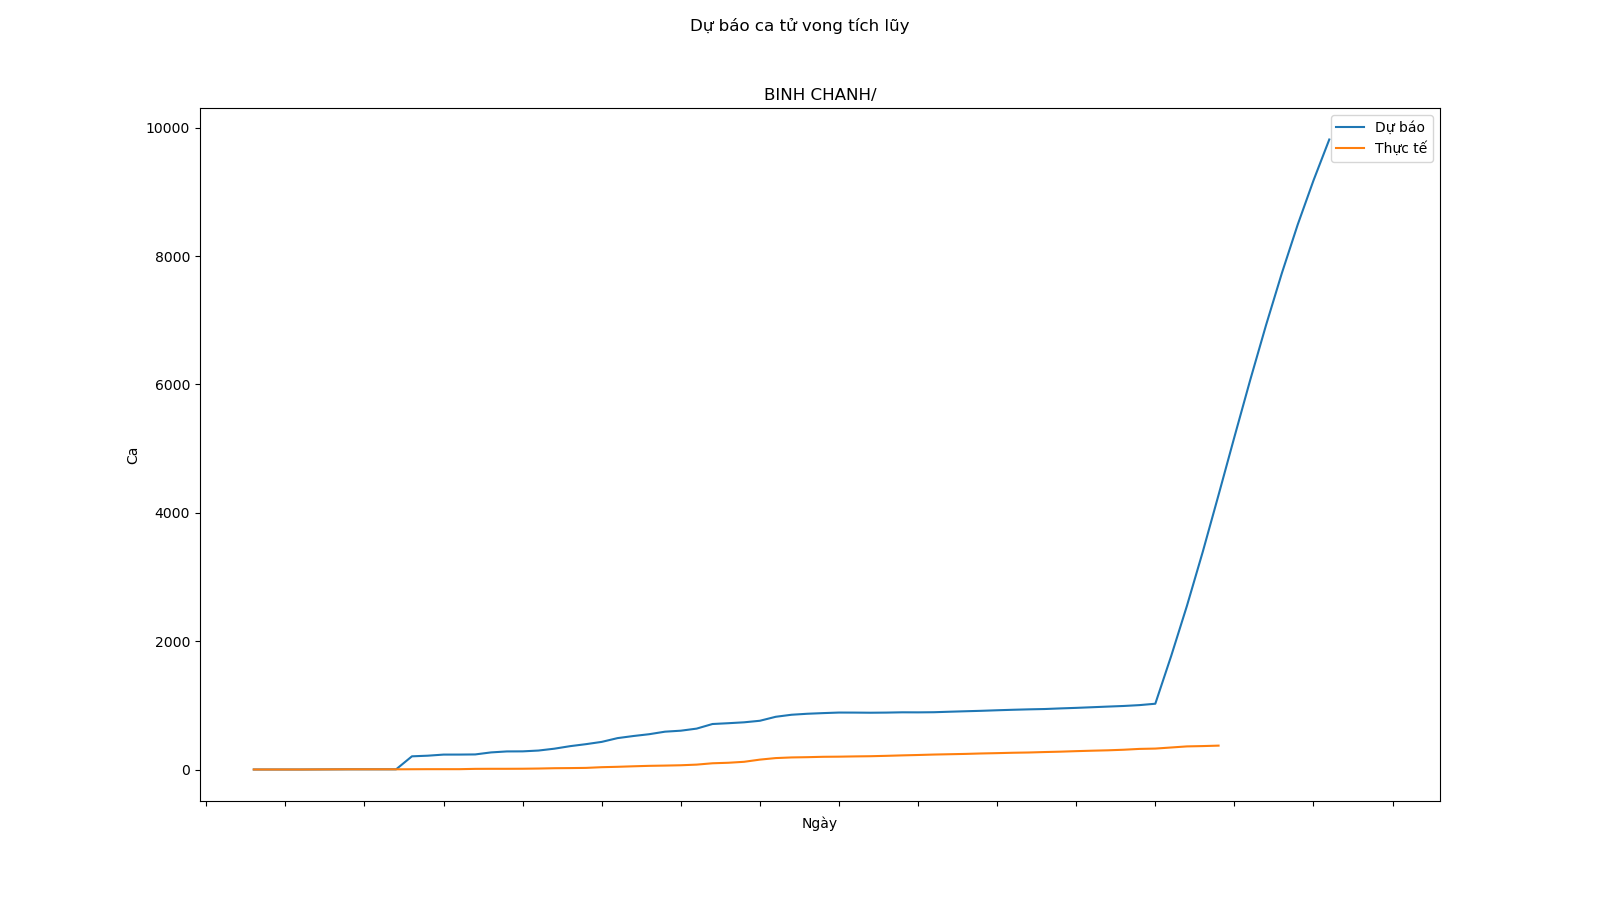 Dự báo ca tử vong tích lũy
BINH CHANH/
Dự báo
Thực tế
10000
8000
6000
4000
2000
0
Ca
Ngày